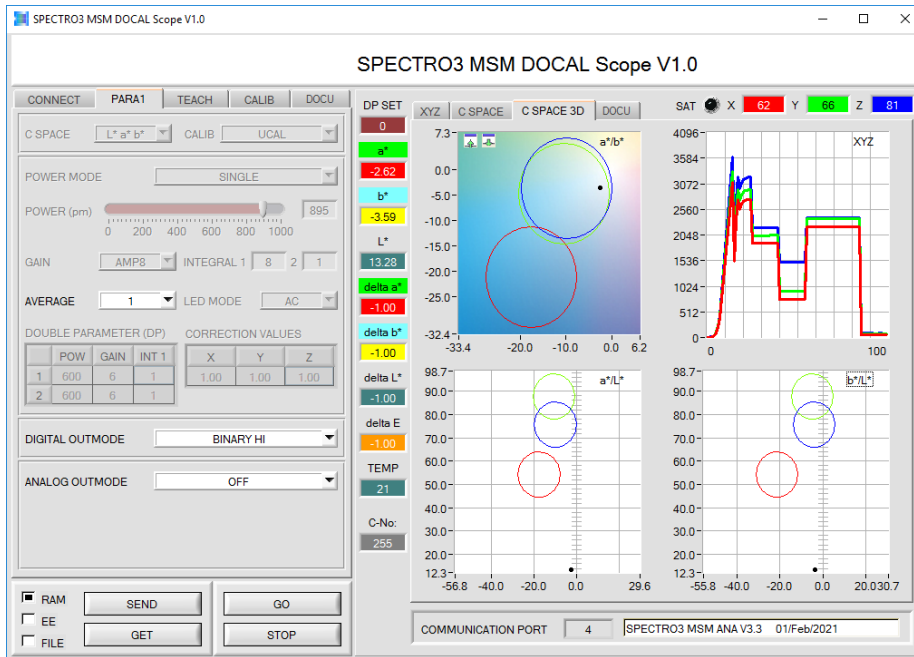 SPECTRO3 MSM DOCAL Scope V1.0
SPECTRO3 MSM DOCAL Scope V1.0
CONNECT PARA1 TEACH CALIB DOCU
C SPACE L* a* b* CALIB UCAL
POWER MODE SINGLE
POWER (pm) 895
0 200 400 600 800 1000
GAIN AMP8 INTEGRAL 1 8 2 1
AVERAGE 1 LED MODE AC
DOUBLE PARAMETER (DP) CORRECTION VALUES
POW GAIN INT 1 X Y Z
1 600 6 1 1.00 1.00 1.00
2 600 6 1
DIGITAL OUTMODE BINARY HI
ANALOG OUTMODE OFF
RAM
EE
FILE
SEND GO
GET STOP
DP SET
0
a*
-2.62
b*
-3.59
L*
13.28
delta a*
-1.00
delta b*
-1.00
delta L*
-1.00
delta E
-1.00
TEMP
21
C-No:
255
XYZ C SPACE C SPACE 3D DOCU
SAT X 62 Y 66 Z 81
a*/b*
7.3
0.0
-5.0
-10.0
-15.0
-20.0
-25.0
-32.4
-33.4 -20.0 -10.0 0.0 6.2
XYZ
4096
3584
3072
2560
2048
1536
1024
512
0
0 100
a*/L*
98.7
90.0
80.0
70.0
60.0
50.0
40.0
30.0
20.0
12.3
-56.8 -40.0 -20.0 0.0 29.6
b*/L*
98.7
90.0
80.0
70.0
60.0
50.0
40.0
30.0
20.0
12.3
-55.8 -40.0 -20.0 0.0 20.030.7
COMMUNICATION PORT 4 SPECTRO3 MSM ANA V3.3 01/Feb/2021